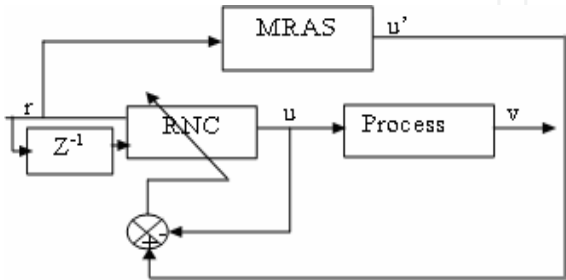 MRAS
u'
r
RNC
u
Process
v
Z-1
- 
+